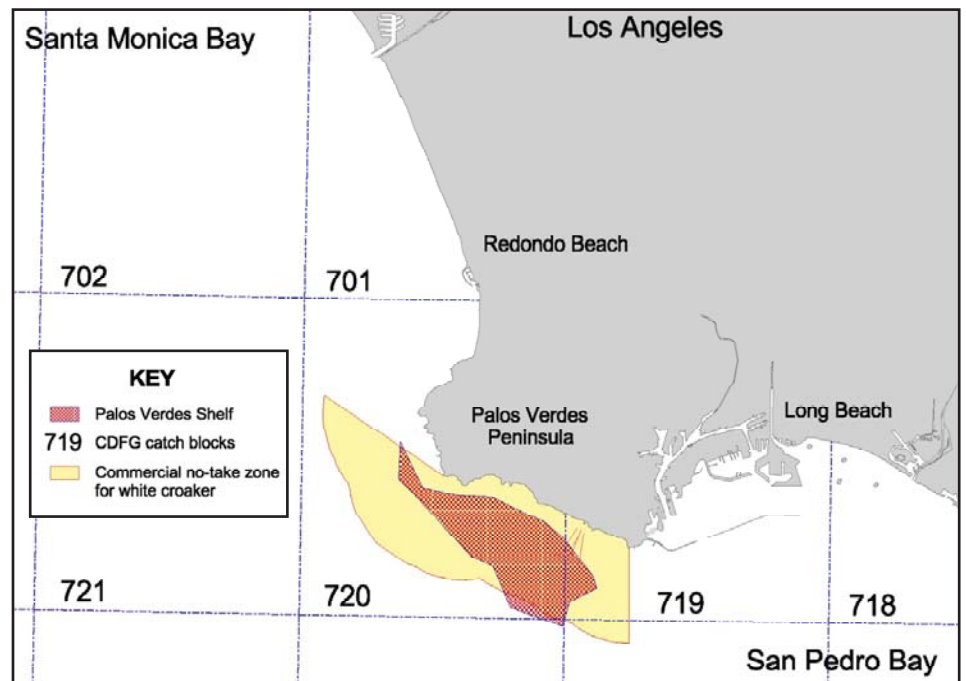 Santa Monica Bay
Los Angeles
Redondo Beach
702
701
KEY
Palos Verdes Shelf
719 CDFG catch blocks
Commercial no-take zone
for white croaker
Palos Verdes
Peninsula
Long Beach
721
720
719
718
San Pedro Bay